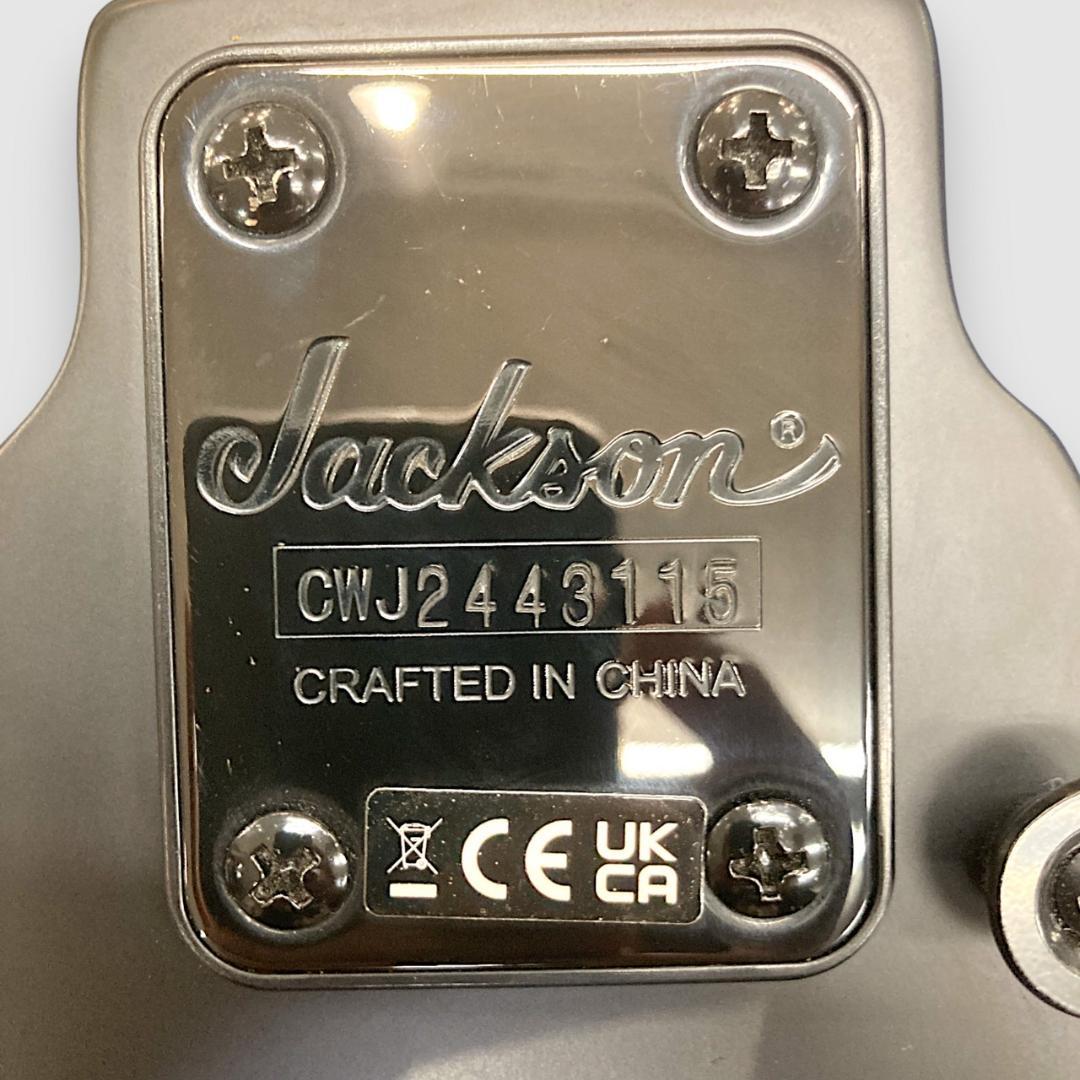 Jackson®
CWJ2443115
CRAFTED IN CHINA
CE UK
CA